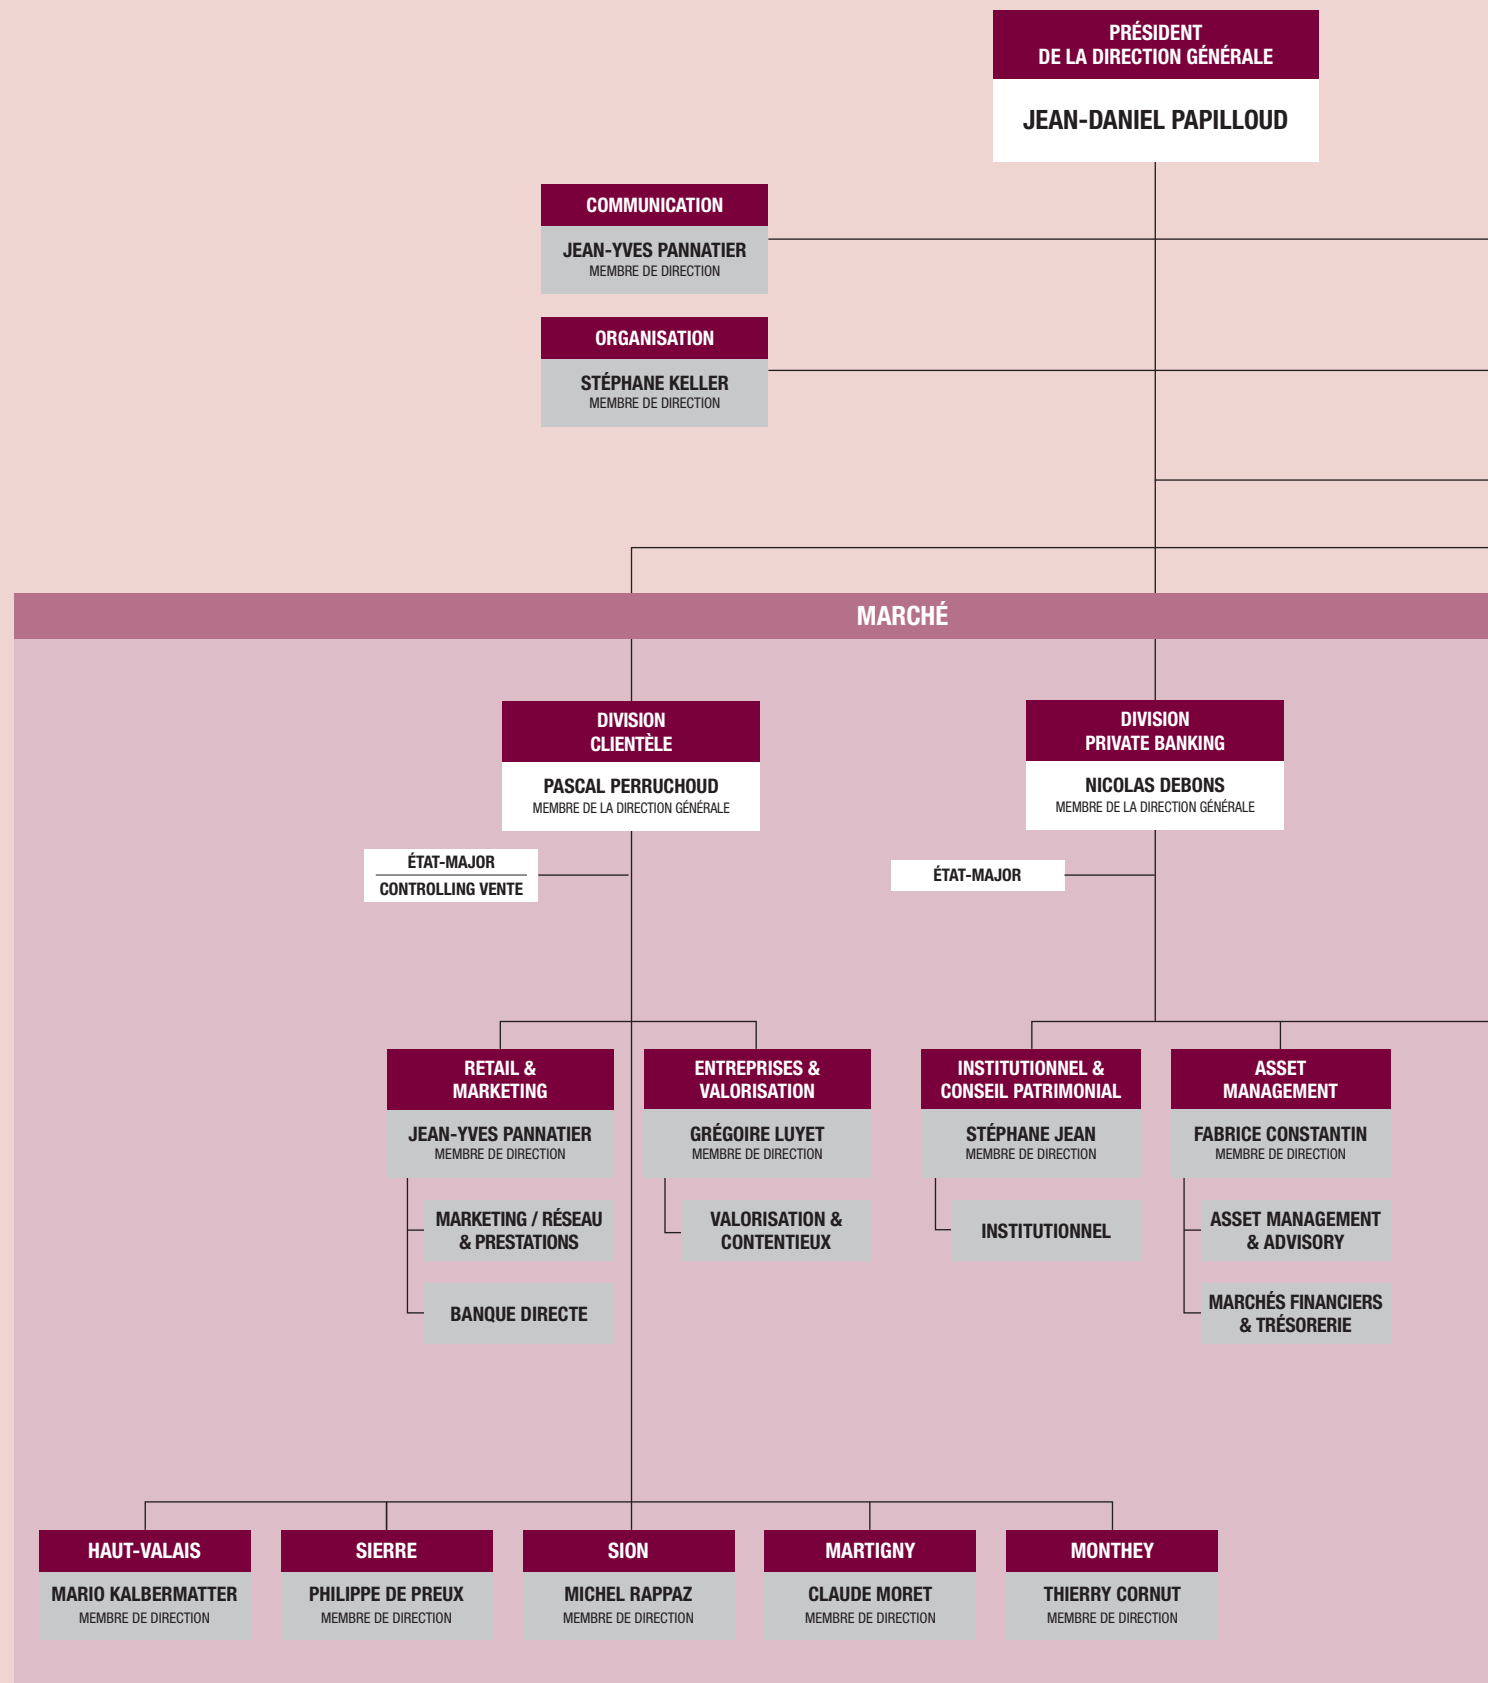 PRÉSIDENT
DE LA DIRECTION GÉNÉRALE
JEAN-DANIEL PAPILLOUD
COMMUNICATION
JEAN-YVES PANNATIER
MEMBRE DE DIRECTION
ORGANISATION
STÉPHANE KELLER
MEMBRE DE DIRECTION
MARCHÉ
DIVISION
CLIENTÈLE
PASCAL PERRUCHOUD
MEMBRE DE LA DIRECTION GÉNÉRALE
DIVISION
PRIVATE BANKING
NICOLAS DEBONS
MEMBRE DE LA DIRECTION GÉNÉRALE
ÉTAT-MAJOR
CONTROLLING VENTE
ÉTAT-MAJOR
RETAIL &
MARKETING
JEAN-YVES PANNATIER
MEMBRE DE DIRECTION
MARKETING / RÉSEAU
& PRESTATIONS
BANQUE DIRECTE
ENTREPRISES &
VALORISATION
GRÉGOIRE LUYET
MEMBRE DE DIRECTION
VALORISATION &
CONTENTIEUX
INSTITUTIONNEL &
CONSEIL PATRIMONIAL
STÉPHANE JEAN
MEMBRE DE DIRECTION
INSTITUTIONNEL
ASSET
MANAGEMENT
FABRICE CONSTANTIN
MEMBRE DE DIRECTION
ASSET MANAGEMENT
& ADVISORY
MARCHÉS FINANCIERS
& TRÉSORERIE
HAUT-VALAIS
MARIO KALBERMATTER
MEMBRE DE DIRECTION
SIERRE
PHILIPPE DE PREUX
MEMBRE DE DIRECTION
SION
MICHEL RAPPAZ
MEMBRE DE DIRECTION
MARTIGNY
CLAUDE MORET
MEMBRE DE DIRECTION
MONTHEY
THIERRY CORNUT
MEMBRE DE DIRECTION